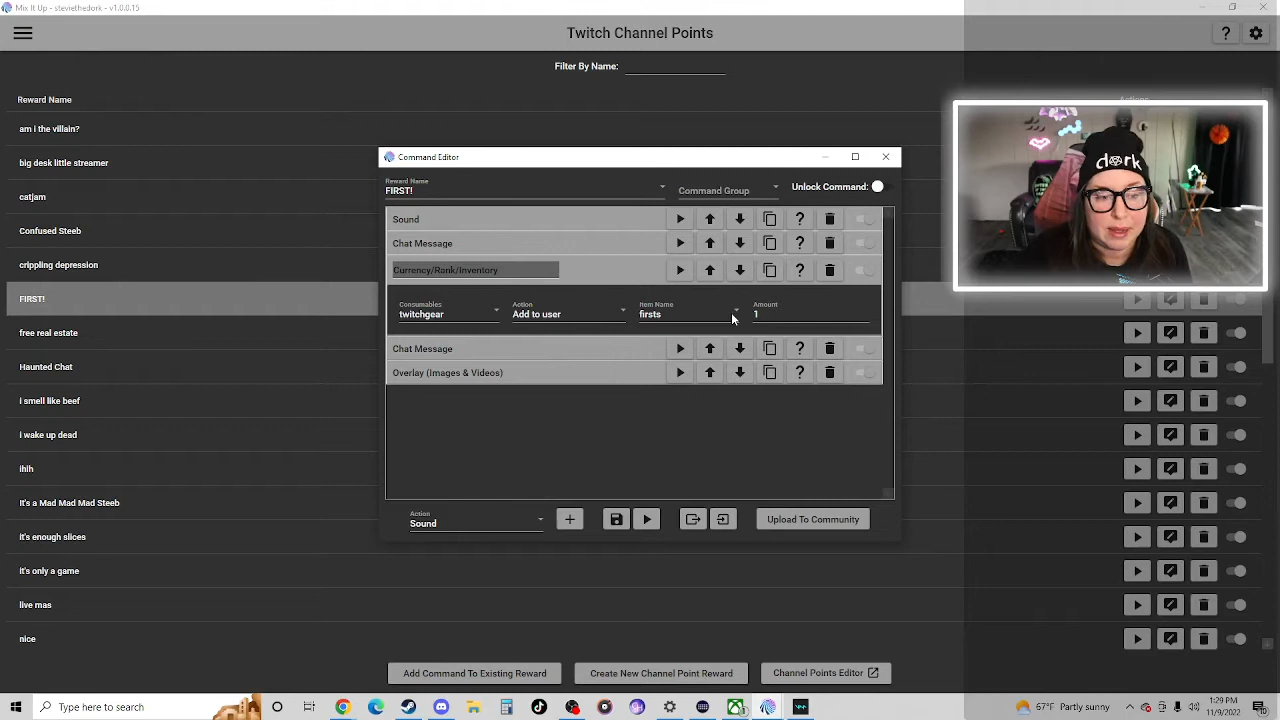 Mix It Up - steviethedork - v1.0.0.15
Twitch Channel Points
?
Filter By Name:
Reward Name
am I the villain?
big desk little streamer
catjam
Confused Steeb
crippling depression
FIRST!
free real estate
Haunted Chat
i smell like beef
i wake up dead
ihlh
It's a Mad Mad Mad Steeb
it's enough slices
it's only a game
live mas
nice
Actions
dork
Command Editor
Reward Name
FIRST!
Command Group
Unlock Command:
Sound
?
Chat Message
?
Currency/Rank/Inventory
?
Consumables
twitchgear
Action
Add to user
Item Name
firsts
Amount
1
Chat Message
?
Overlay (Images & Videos)
?
Action
Sound
Upload To Community
Add Command To Existing Reward
Create New Channel Point Reward
Channel Points Editor
Type here to search
67°F Partly sunny
1:29 PM
11/9/2022